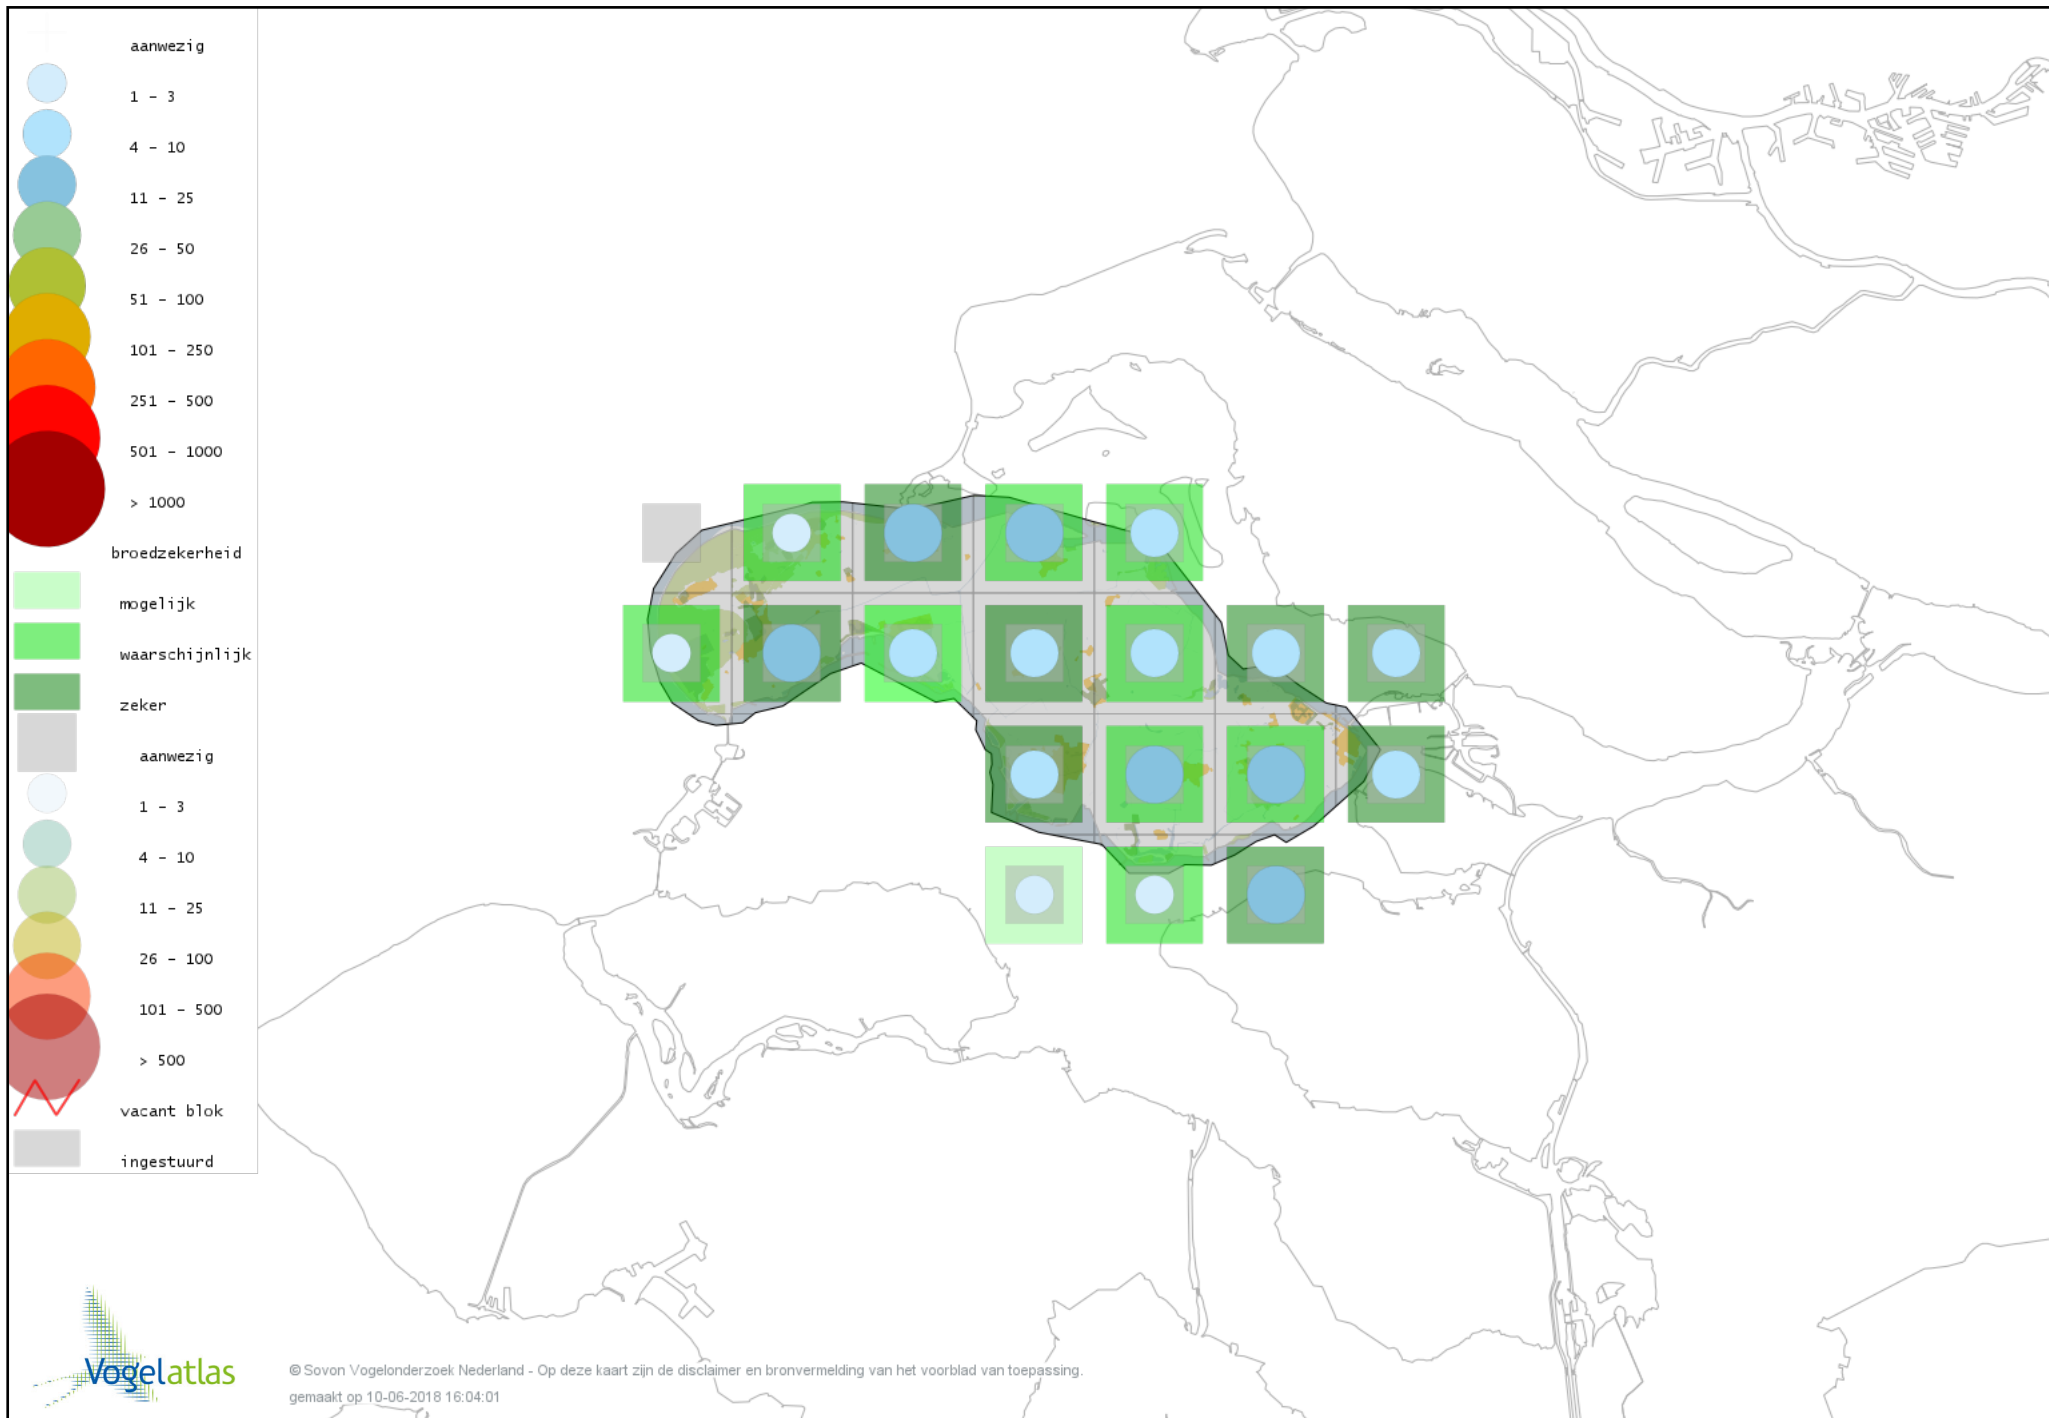 aanwezig
1 - 3
4 - 10
11 - 25
26 - 50
51 - 100
101 - 250
251 - 500
501 - 1000
> 1000
broedzekerheid
mogelijk
waarschijnlijk
zeker
aanwezig
1 - 3
4 - 10
11 - 25
26 - 100
101 - 500
> 500
vacant blok
ingestuurd
Vogelatlas
© Sovon Vogelonderzoek Nederland - Op deze kaart zijn de disclaimer en bronvermelding van het voorblad van toepassing.
gemaakt op 10-06-2018 16:04:01